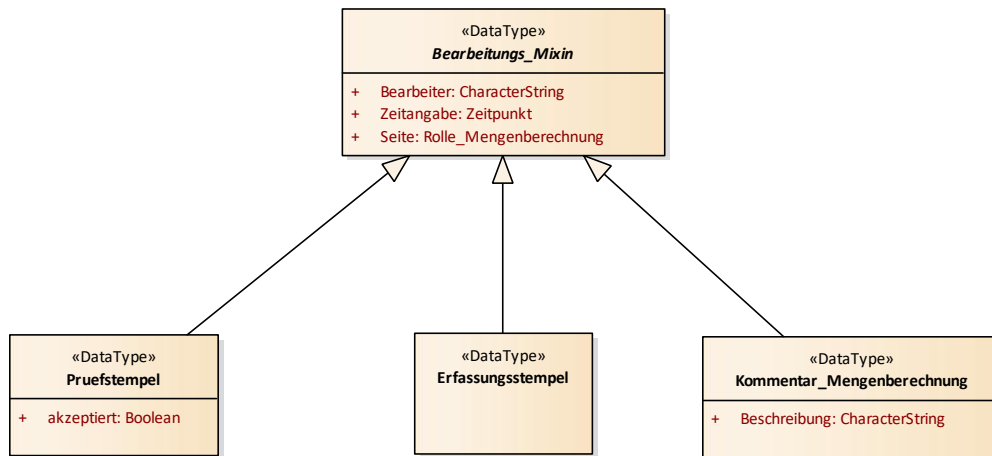 «DataType»
Bearbeitungs_Mixin
+ Bearbeiter: CharacterString
+ Zeitangabe: Zeitpunkt
+ Seite: Rolle_Mengenberechnung
«DataType»
Pruefstempel
+ akzeptiert: Boolean
«DataType»
Erfassungsstempel
«DataType»
Kommentar_Mengenberechnung
+ Beschreibung: CharacterString